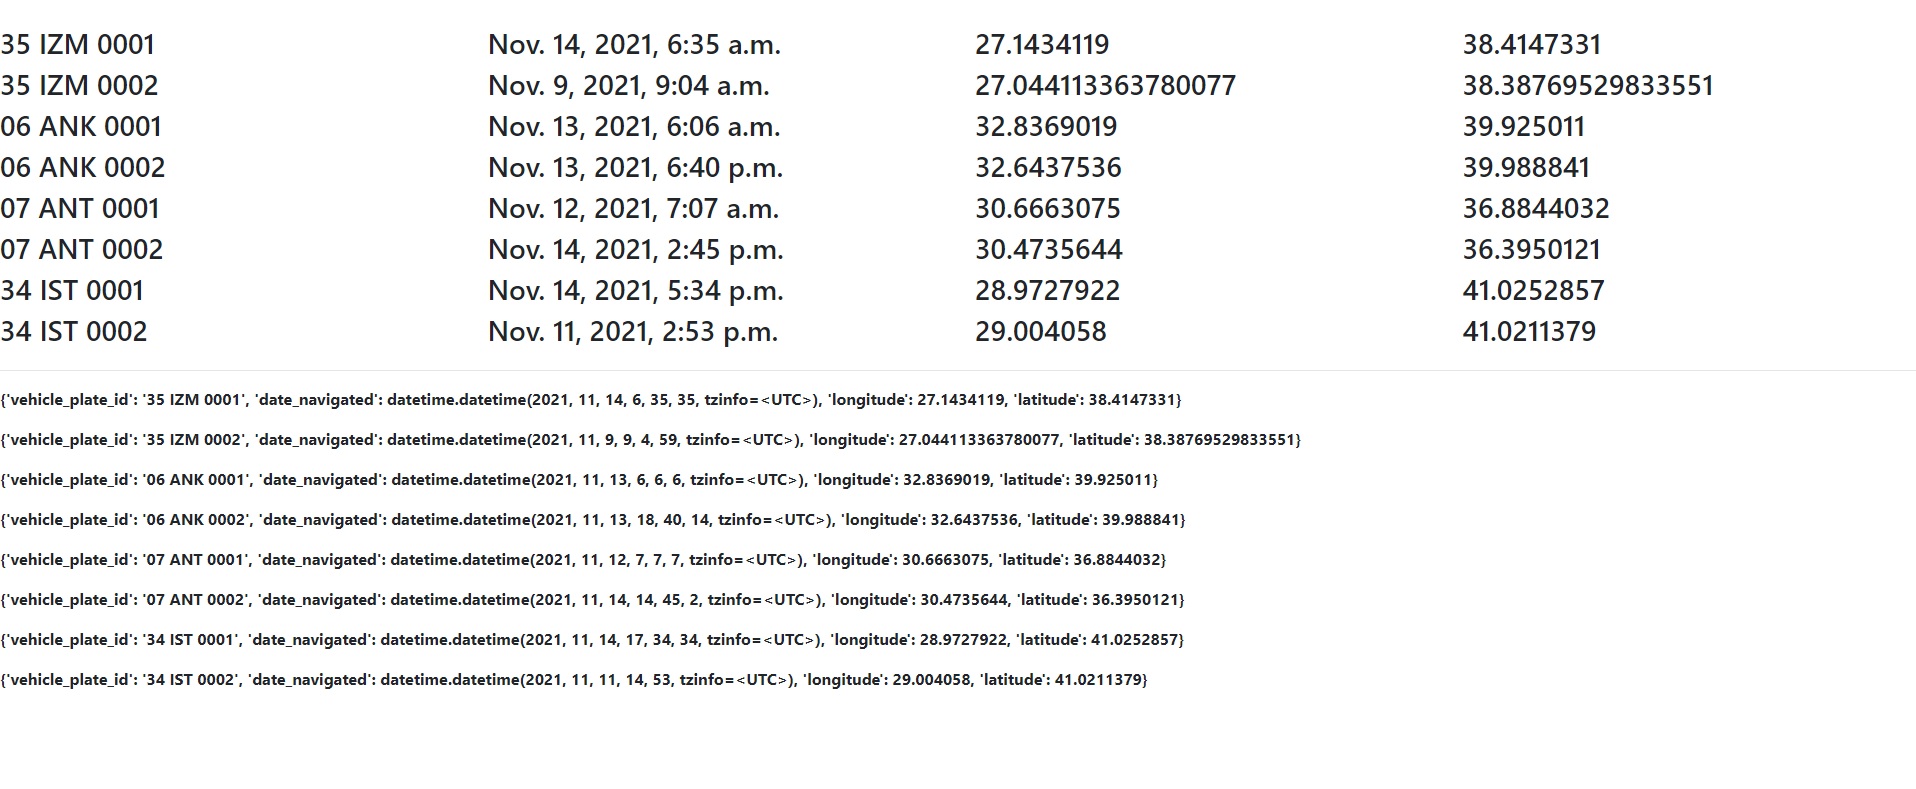 35 IZM 0001 Nov. 14, 2021, 6:35 a.m. 27.1434119 38.4147331
35 IZM 0002 Nov. 9, 2021, 9:04 a.m. 27.044113363780077 38.38769529833551
06 ANK 0001 Nov. 13, 2021, 6:06 a.m. 32.8369019 39.925011
06 ANK 0002 Nov. 13, 2021, 6:40 p.m. 32.6437536 39.988841
07 ANT 0001 Nov. 12, 2021, 7:07 a.m. 30.6663075 36.8844032
07 ANT 0002 Nov. 14, 2021, 2:45 p.m. 30.4735644 36.3950121
34 IST 0001 Nov. 14, 2021, 5:34 p.m. 28.9727922 41.0252857
34 IST 0002 Nov. 11, 2021, 2:53 p.m. 29.004058 41.0211379
{'vehicle_plate_id': '35 IZM 0001', 'date_navigated': datetime.datetime(2021, 11, 14, 6, 35, 35, tzinfo=<UTC>), 'longitude': 27.1434119, 'latitude': 38.4147331}
{'vehicle_plate_id': '35 IZM 0002', 'date_navigated': datetime.datetime(2021, 11, 9, 9, 4, 59, tzinfo=<UTC>), 'longitude': 27.044113363780077, 'latitude': 38.38769529833551}
{'vehicle_plate_id': '06 ANK 0001', 'date_navigated': datetime.datetime(2021, 11, 13, 6, 6, 6, tzinfo=<UTC>), 'longitude': 32.8369019, 'latitude': 39.925011}
{'vehicle_plate_id': '06 ANK 0002', 'date_navigated': datetime.datetime(2021, 11, 13, 18, 40, 14, tzinfo=<UTC>), 'longitude': 32.6437536, 'latitude': 39.988841}
{'vehicle_plate_id': '07 ANT 0001', 'date_navigated': datetime.datetime(2021, 11, 12, 7, 7, 7, tzinfo=<UTC>), 'longitude': 30.6663075, 'latitude': 36.8844032}
{'vehicle_plate_id': '07 ANT 0002', 'date_navigated': datetime.datetime(2021, 11, 14, 14, 45, 2, tzinfo=<UTC>), 'longitude': 30.4735644, 'latitude': 36.3950121}
{'vehicle_plate_id': '34 IST 0001', 'date_navigated': datetime.datetime(2021, 11, 14, 17, 34, 34, tzinfo=<UTC>), 'longitude': 28.9727922, 'latitude': 41.0252857}
{'vehicle_plate_id': '34 IST 0002', 'date_navigated': datetime.datetime(2021, 11, 11, 14, 53, tzinfo=<UTC>), 'longitude': 29.004058, 'latitude': 41.0211379}